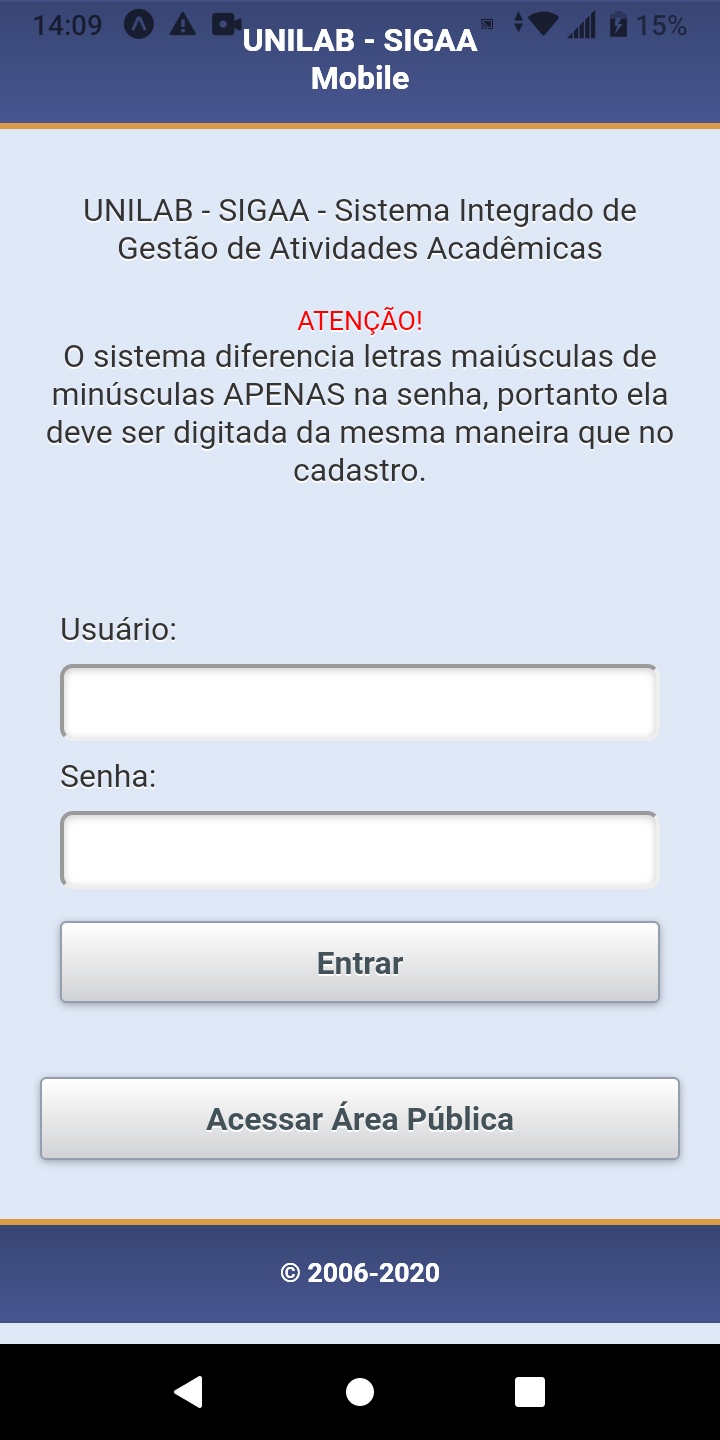 14:09
15%
UNILAB - SIGAA
Mobile
UNILAB - SIGAA - Sistema Integrado de
Gestão de Atividades Acadêmicas
ATENÇÃO!
O sistema diferencia letras maiúsculas de
minúsculas APENAS na senha, portanto ela
deve ser digitada da mesma maneira que no
cadastro.
Usuário:
Senha:
Entrar
Acessar Área Pública
© 2006-2020